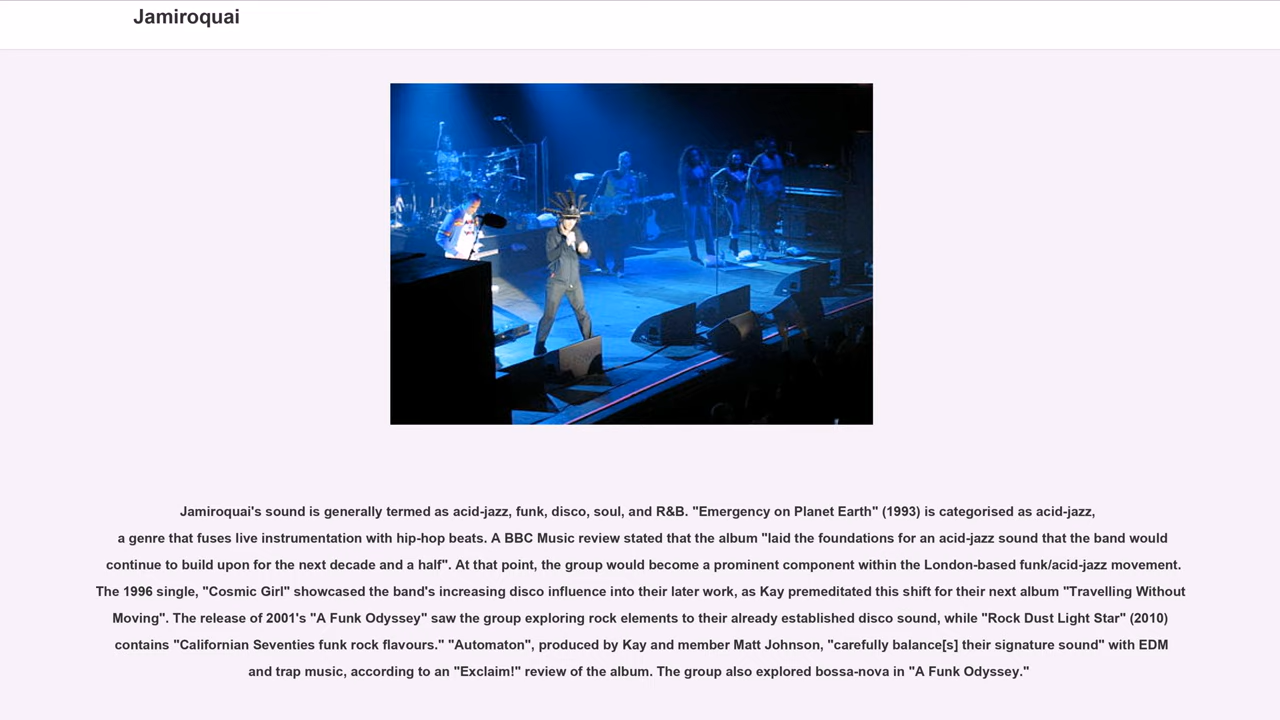 Jamiroquai
Jamiroquai's sound is generally termed as acid-jazz, funk, disco, soul, and R&B. "Emergency on Planet Earth" (1993) is categorised as acid-jazz,
a genre that fuses live instrumentation with hip-hop beats. A BBC Music review stated that the album "laid the foundations for an acid-jazz sound that the band would
continue to build upon for the next decade and a half". At that point, the group would become a prominent component within the London-based funk/acid-jazz movement.
The 1996 single, "Cosmic Girl" showcased the band's increasing disco influence into their later work, as Kay premeditated this shift for their next album "Travelling Without
Moving". The release of 2001's "A Funk Odyssey" saw the group exploring rock elements to their already established disco sound, while "Rock Dust Light Star" (2010)
contains "Californian Seventies funk rock flavours." "Automaton", produced by Kay and member Matt Johnson, "carefully balance[s] their signature sound" with EDM
and trap music, according to an "Exclaim!" review of the album. The group also explored bossa-nova in "A Funk Odyssey."